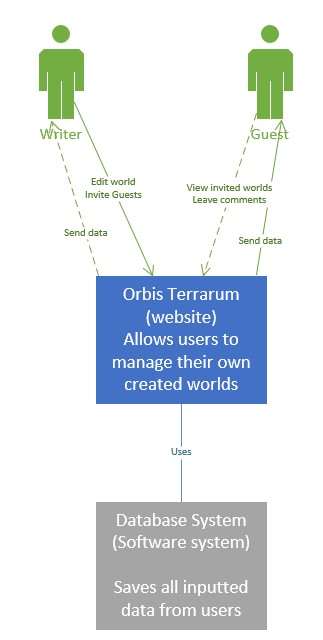 Writer
Guest
Edit world
Invite Guests
View invited worlds
Leave comments
Send data
Send data
Orbis Terrarum
(website)
Allows users to
manage their own
created worlds
Uses
Database System
(Software system)
Saves all inputted
data from users